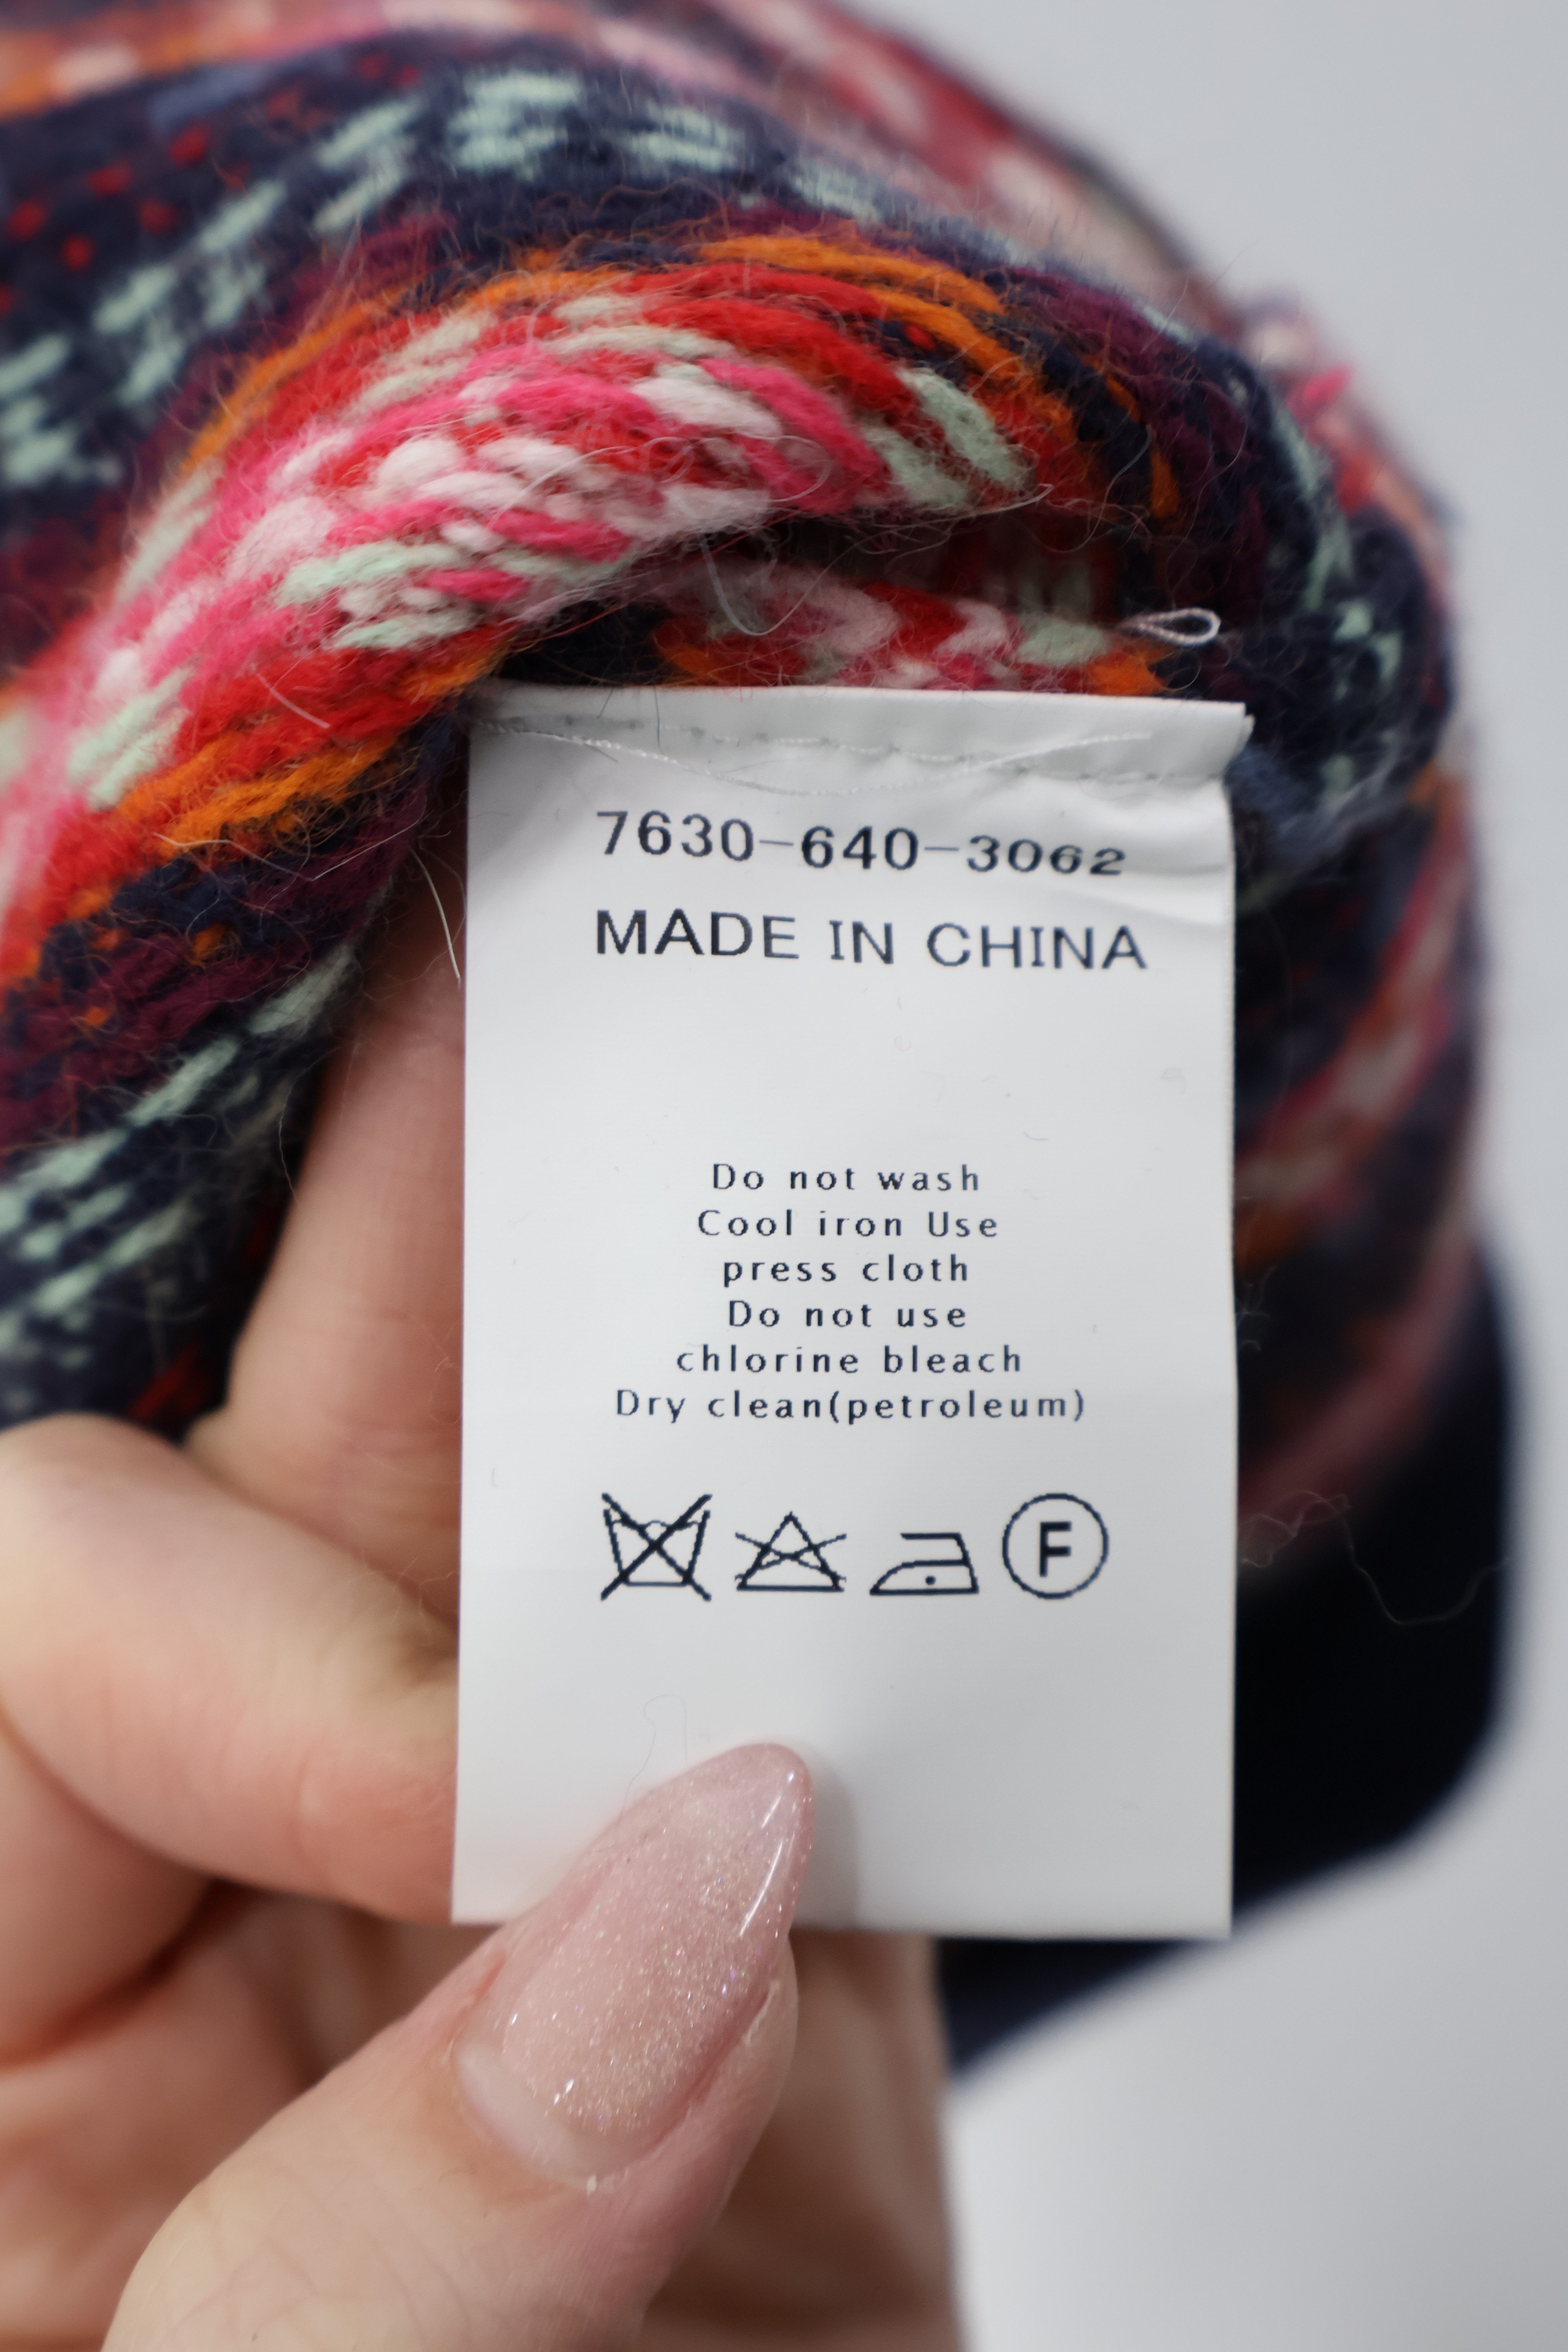 7630-640-3062
MADE IN CHINA
Do not wash
Cool iron Use
press cloth
Do not use
chlorine bleach
Dry clean(petroleum)
F